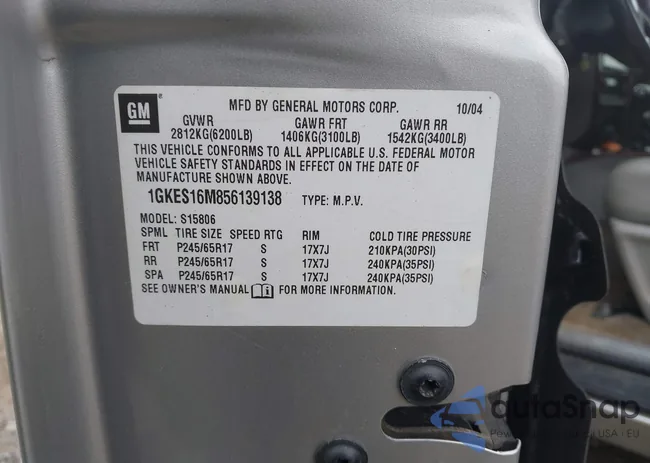 GM
MFD BY GENERAL MOTORS CORP. 10/04
GVWR GAWR FRT GAWR RR
2812KG(6200LB) 1406KG(3100LB) 1542KG(3400LB)
THIS VEHICLE CONFORMS TO ALL APPLICABLE U.S. FEDERAL MOTOR
VEHICLE SAFETY STANDARDS IN EFFECT ON THE DATE OF
MANUFACTURE SHOWN ABOVE.
1GKES16M856139138 TYPE: M.P.V.
MODEL: S15806
SPML TIRE SIZE SPEED RTG RIM COLD TIRE PRESSURE
FRT P245/65R17 S 17X7J 210KPA(30PSI)
RR P245/65R17 S 17X7J 240KPA(35PSI)
SPA P245/65R17 S 17X7J 240KPA(35PSI)
SEE OWNER'S MANUAL FOR MORE INFORMATION.
autoSnap
USA - EU